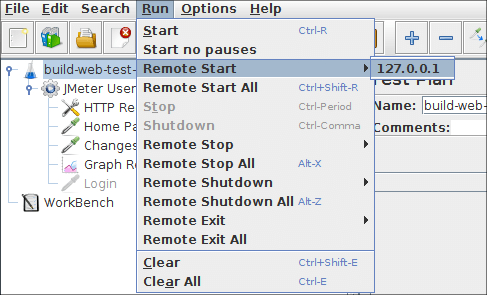 File Edit Search Run Options Help
Start Ctrl-R
Start no pauses
Remote Start 127.0.0.1
Remote Start All Ctrl+Shift-R
Stop Ctrl-Period
Shutdown Ctrl-Comma
Remote Stop
Remote Stop All Alt-X
Remote Shutdown
Remote Shutdown All Alt-Z
Remote Exit
Remote Exit All
Clear Ctrl+Shift-E
Clear All Ctrl-E
build-web-test-
JMeter User
HTTP Re
Home Pa
Changes
Graph Re
Login
WorkBench
Test Plan
Name: build-web-
Comments: